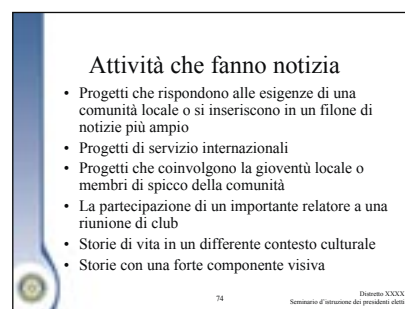 Attività che fanno notizia
• Progetti che rispondono alle esigenze di una
comunità locale o si inseriscono in un filone di
notizie più ampio
• Progetti di servizio internazionali
• Progetti che coinvolgono la gioventù locale o
membri di spicco della comunità
• La partecipazione di un importante relatore a una
riunione di club
• Storie di vita in un differente contesto culturale
• Storie con una forte componente visiva
74
Distretto XXXX
Seminario d'istruzione dei presidenti eletti